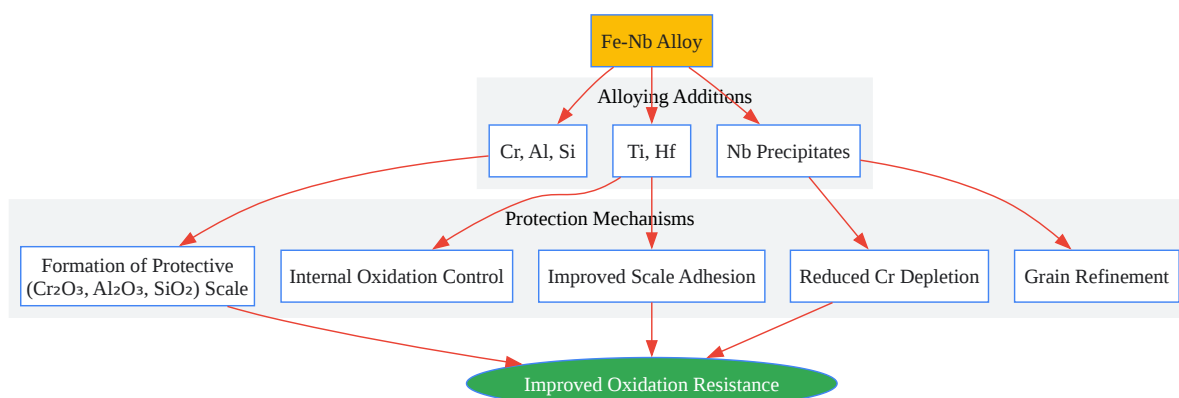 Fe-Nb Alloy
Alloying Additions
Cr, Al, Si
Ti, Hf
Nb Precipitates
Protection Mechanisms
Formation of Protective
(Cr₂O₃, Al₂O₃, SiO₂) Scale
Internal Oxidation Control
Improved Scale Adhesion
Reduced Cr Depletion
Grain Refinement
Improved Oxidation Resistance